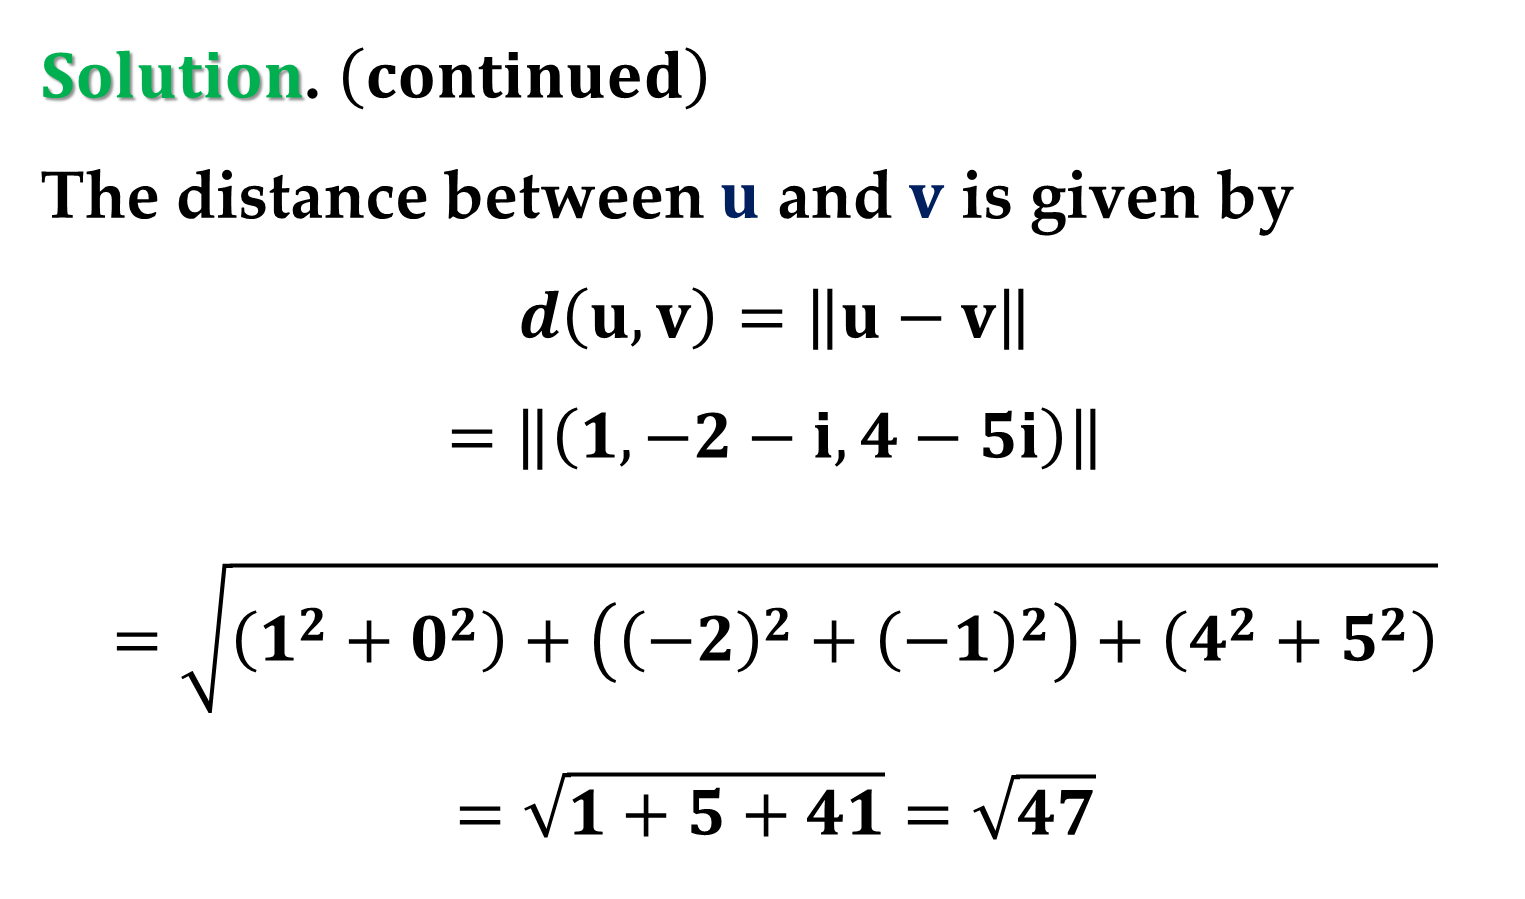 Solution. (continued)
The distance between u and v is given by
d(u, v) = ‖u − v‖
= ‖(1, −2 − i, 4 − 5i)‖
= √((1² + 0²) + ((−2)² + (−1)²) + (4² + 5²))
= √(1 + 5 + 41) = √47